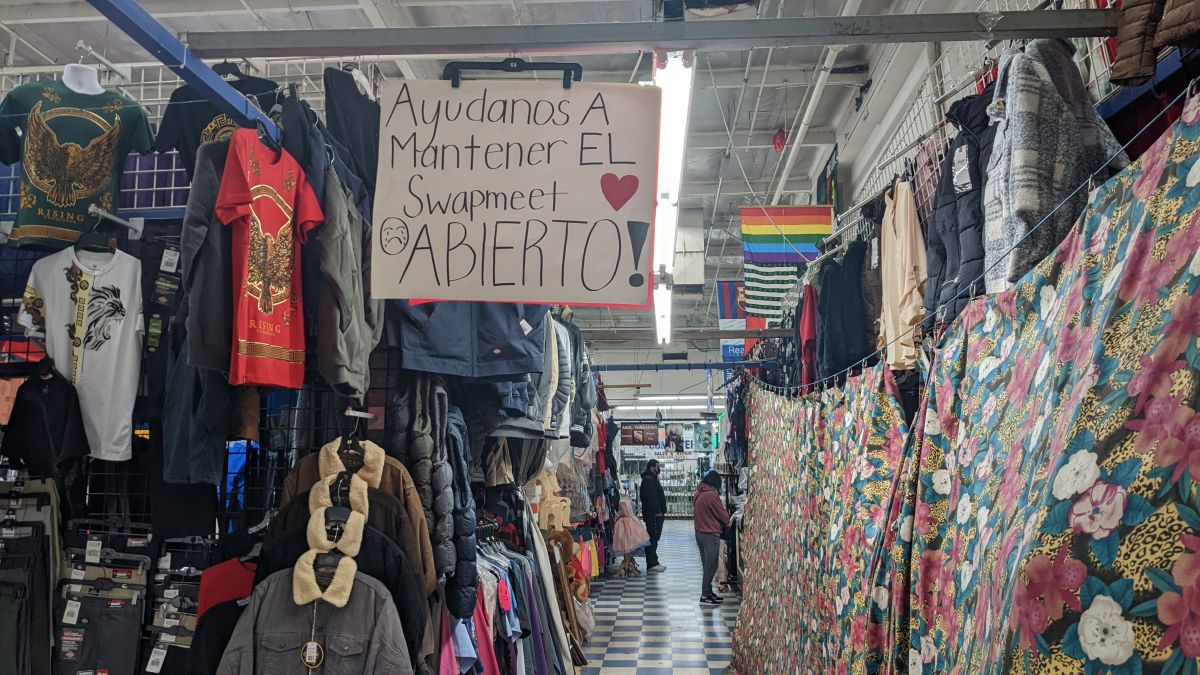 Ayudanos A
Mantener EL
Swapmeet
ABIERTO!
RISING
RISING